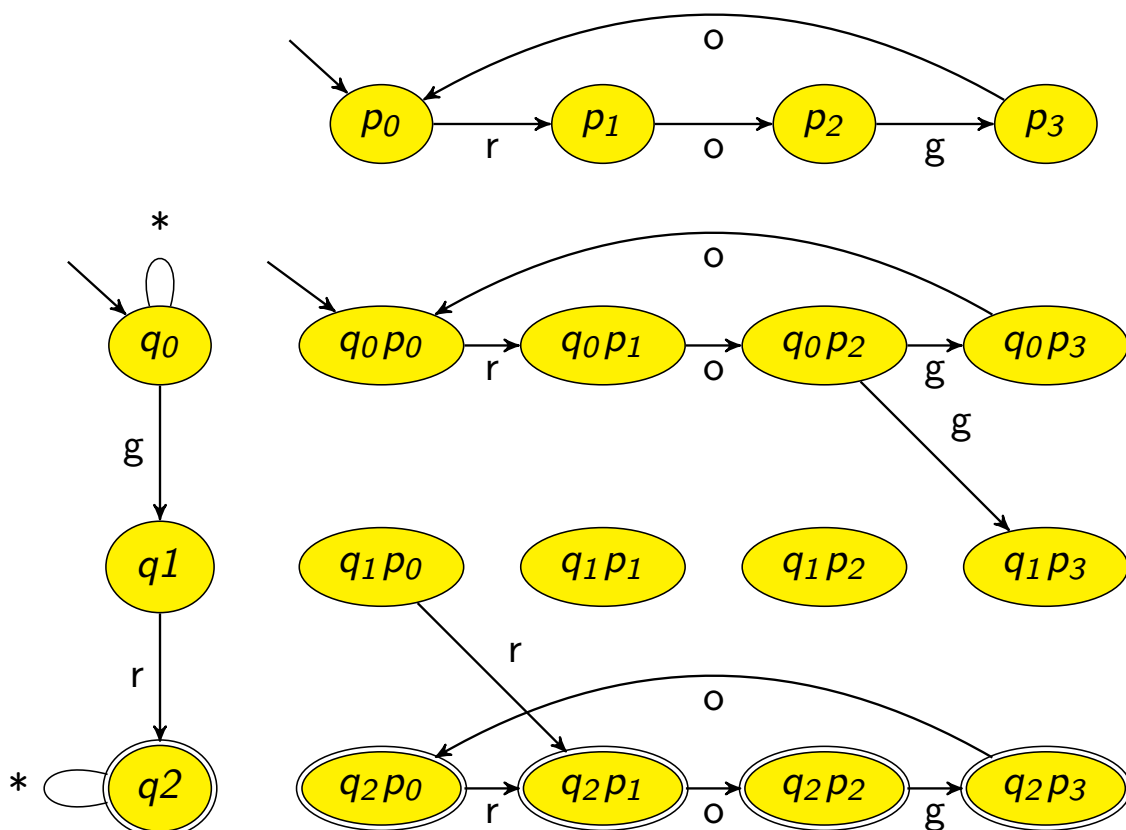 o
p0 p1 p2 p3
r o g
*
o
q0 q0p0 q0p1 q0p2 q0p3
r o g
g g
q1 q1p0 q1p1 q1p2 q1p3
r r
o
* q2 q2p0 q2p1 q2p2 q2p3
r o g